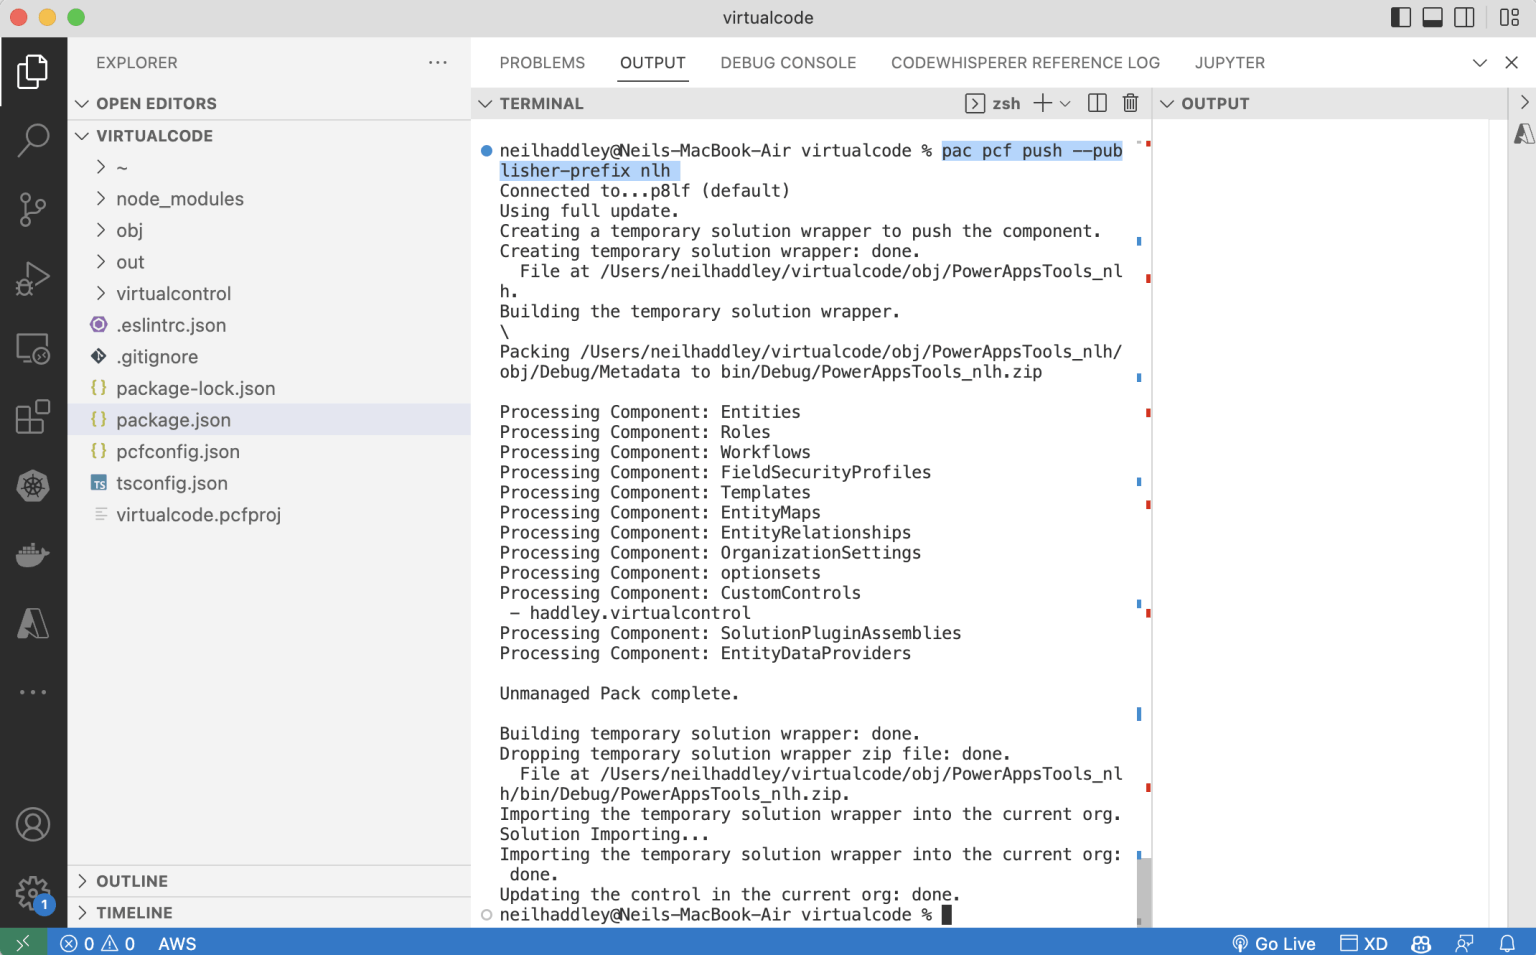 virtualcode
EXPLORER
OPEN EDITORS
VIRTUALCODE
~
node_modules
obj
out
virtualcontrol
.eslintrc.json
.gitignore
{} package-lock.json
{} package.json
{} pcfconfig.json
TS tsconfig.json
virtualcode.pcfproj
OUTLINE
TIMELINE
1
PROBLEMS OUTPUT DEBUG CONSOLE CODEWHISPERER REFERENCE LOG JUPYTER
TERMINAL zsh
OUTPUT
neilhaddley@Neils-MacBook-Air virtualcode % pac pcf push --pub
lisher-prefix nlh
Connected to...p8lf (default)
Using full update.
Creating a temporary solution wrapper to push the component.
Creating temporary solution wrapper: done.
File at /Users/neilhaddley/virtualcode/obj/PowerAppsTools_nl
h.
Building the temporary solution wrapper.
\
Packing /Users/neilhaddley/virtualcode/obj/PowerAppsTools_nlh/
obj/Debug/Metadata to bin/Debug/PowerAppsTools_nlh.zip
Processing Component: Entities
Processing Component: Roles
Processing Component: Workflows
Processing Component: FieldSecurityProfiles
Processing Component: Templates
Processing Component: EntityMaps
Processing Component: EntityRelationships
Processing Component: OrganizationSettings
Processing Component: optionsets
Processing Component: CustomControls
- haddley.virtualcontrol
Processing Component: SolutionPluginAssemblies
Processing Component: EntityDataProviders
Unmanaged Pack complete.
Building temporary solution wrapper: done.
Dropping temporary solution wrapper zip file: done.
File at /Users/neilhaddley/virtualcode/obj/PowerAppsTools_nl
h/bin/Debug/PowerAppsTools_nlh.zip.
Importing the temporary solution wrapper into the current org.
Solution Importing...
Importing the temporary solution wrapper into the current org:
done.
Updating the control in the current org: done.
neilhaddley@Neils-MacBook-Air virtualcode %
0 0 AWS Go Live XD